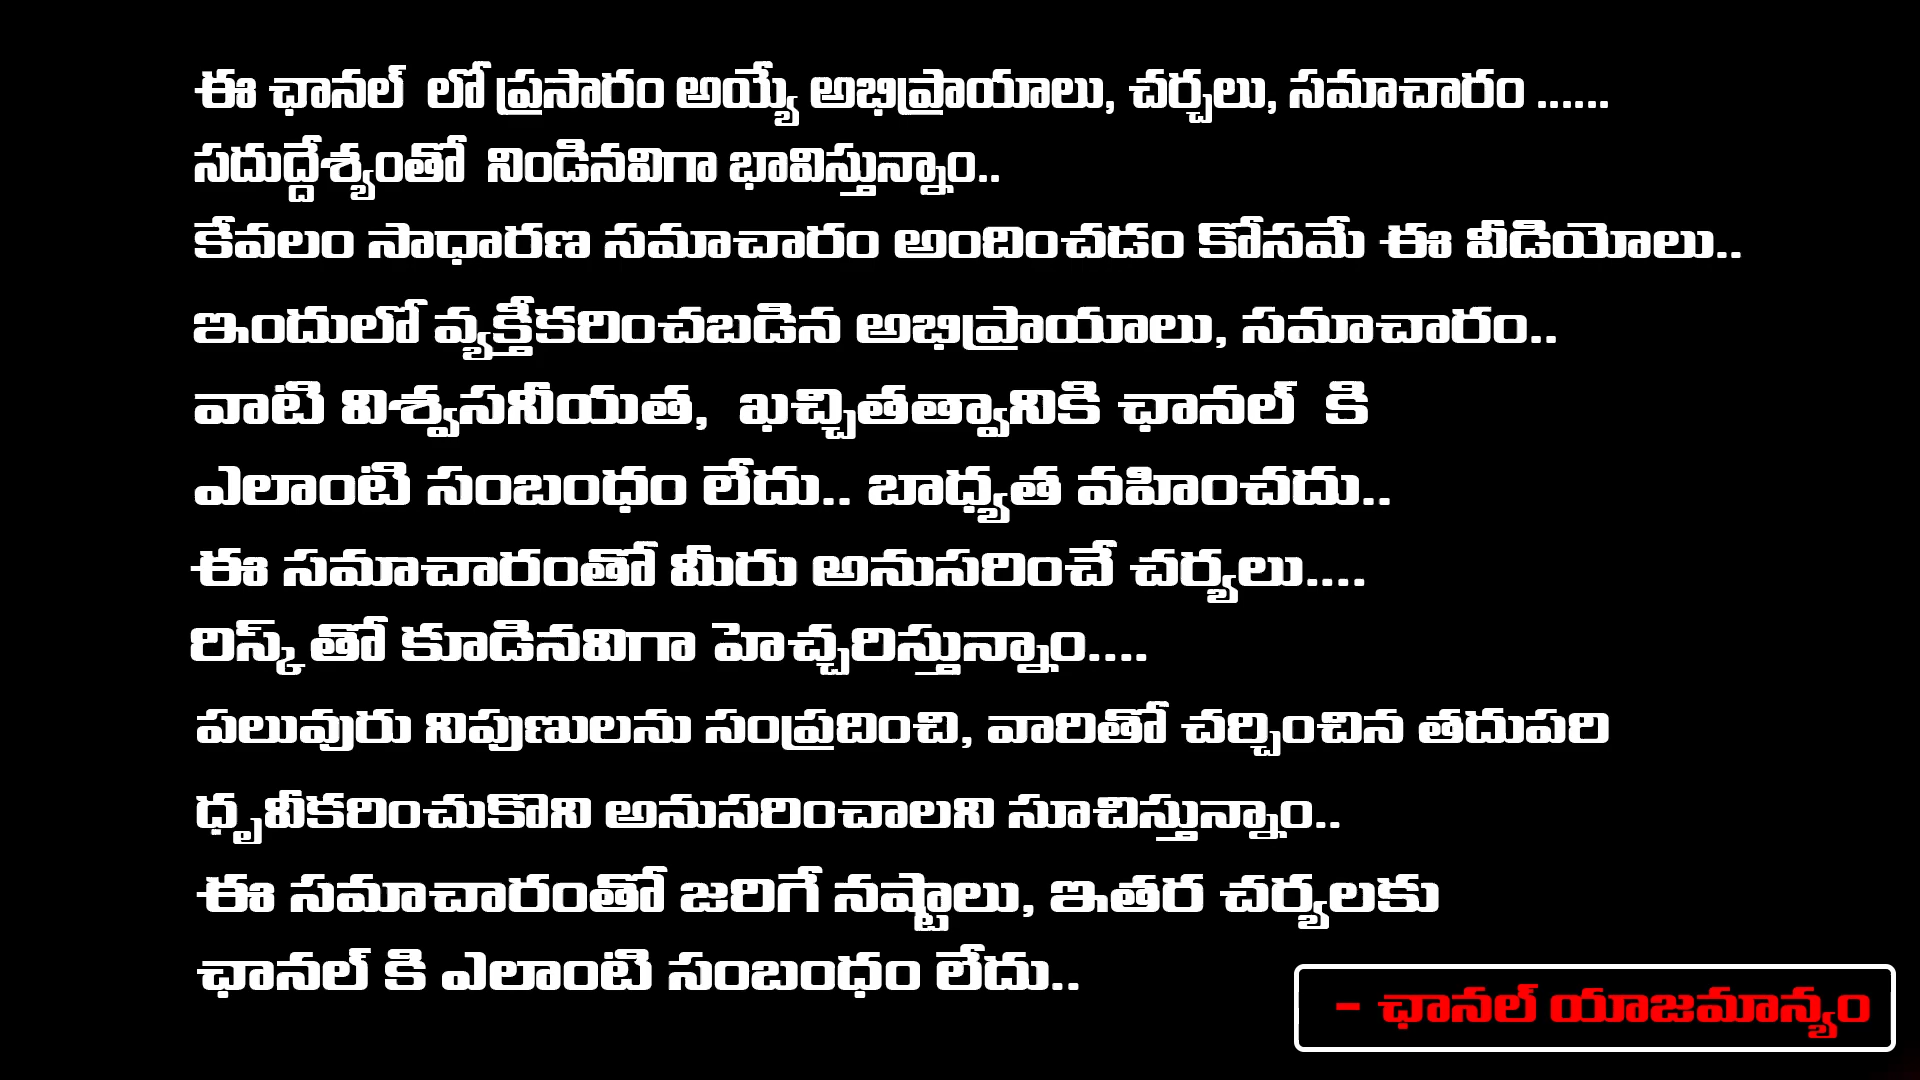 ఈ ఛానల్ లో ప్రసారం అయ్యే అభిప్రాయాలు, చర్చలు, సమాచారం ......
సదుద్దేశ్యంతో నిండినవిగా భావిస్తున్నాం..
కేవలం సాధారణ సమాచారం అందించడం కోసమే ఈ వీడియోలు..
ఇందులో వ్యక్తీకరించబడిన అభిప్రాయాలు, సమాచారం..
వాటి విశ్వసనీయత, ఖచ్చితత్వానికి ఛానల్ కి
ఎలాంటి సంబంధం లేదు.. బాధ్యత వహించదు..
ఈ సమాచారంతో మీరు అనుసరించే చర్యలు....
రిస్క్ తో కూడినవిగా హెచ్చరిస్తున్నాం....
పలువురు నిపుణులను సంప్రదించి, వారితో చర్చించిన తదుపరి
ధృవీకరించుకొని అనుసరించాలని సూచిస్తున్నాం..
ఈ సమాచారంతో జరిగే నష్టాలు, ఇతర చర్యలకు
ఛానల్ కి ఎలాంటి సంబంధం లేదు..
- ఛానల్ యాజమాన్యం